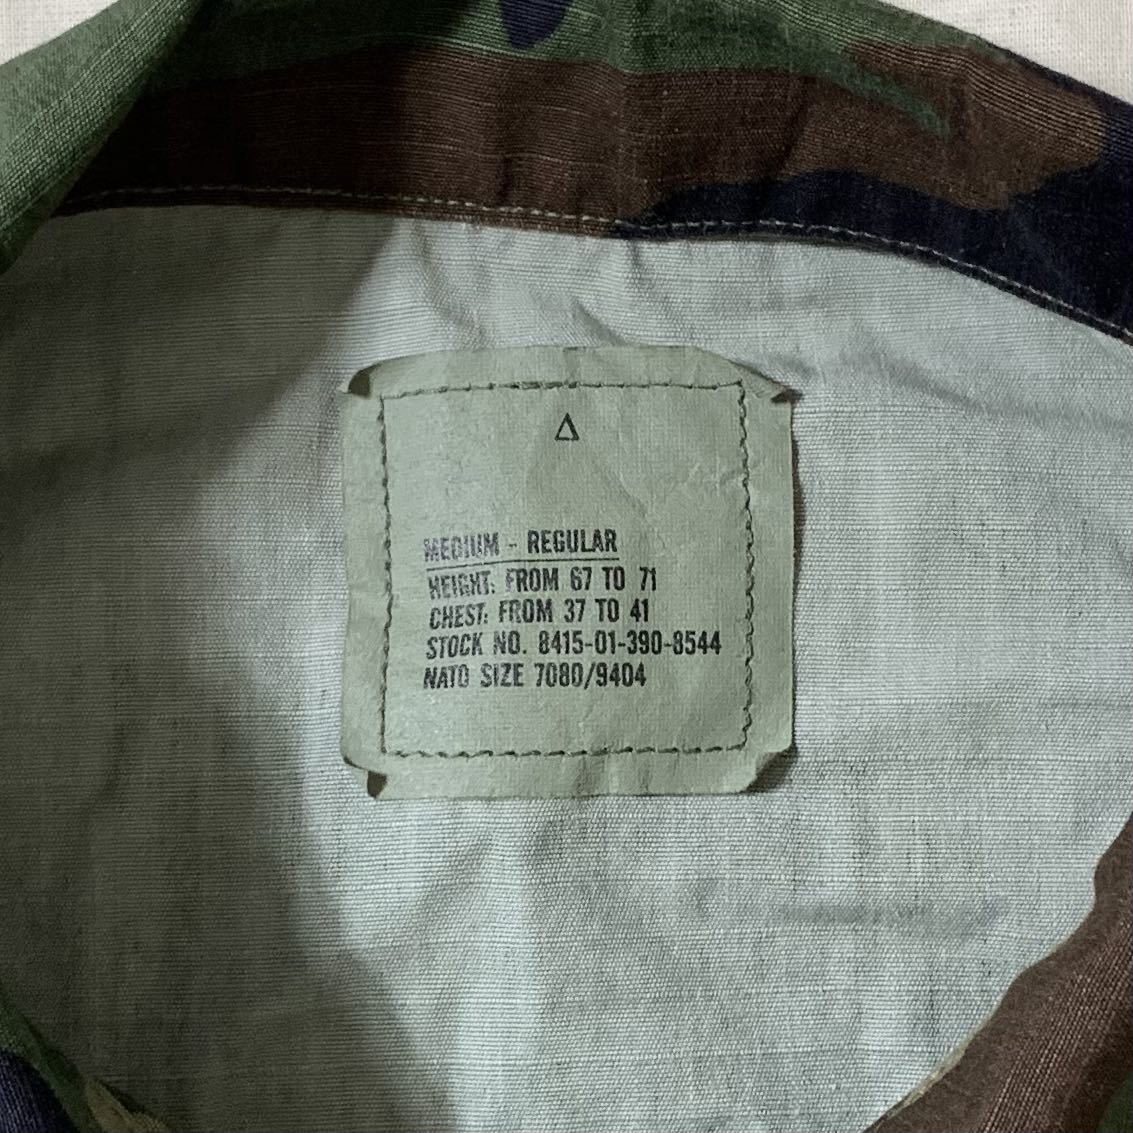 MEDIUM - REGULAR
HEIGHT: FROM 67 TO 71
CHEST: FROM 37 TO 41
STOCK NO. 8415-01-390-8544
NATO SIZE 7080/9404